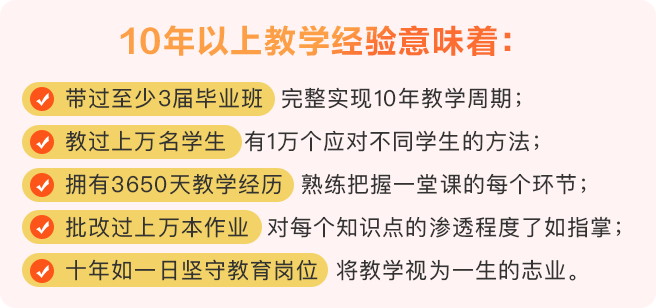 10年以上教学经验意味着：
带过至少3届毕业班 完整实现10年教学周期；
教过上万名学生 有1万个应对不同学生的方法；
拥有3650天教学经历 熟练把握一堂课的每个环节；
批改过上万本作业 对每个知识点的渗透程度了如指掌；
十年如一日坚守教育岗位 将教学视为一生的志业。